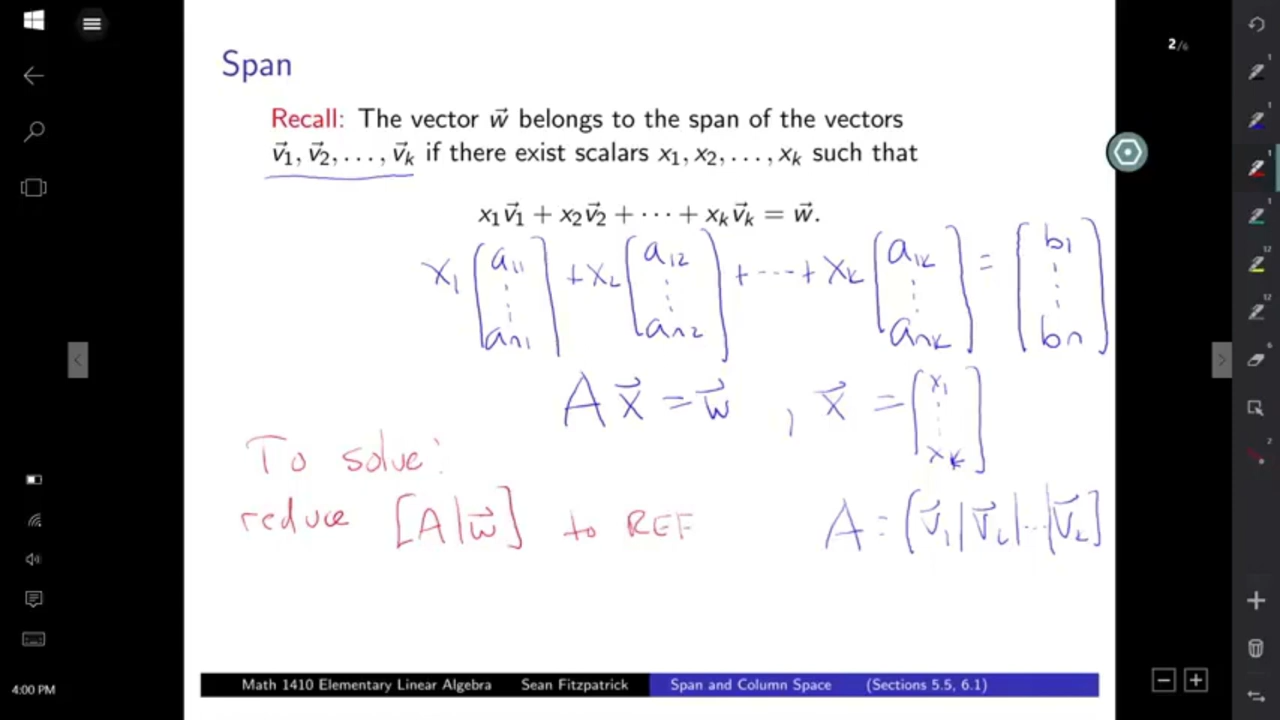 2/6
Span
Recall: The vector w⃗ belongs to the span of the vectors
v⃗₁, v⃗₂, . . . , v⃗ₖ if there exist scalars x₁, x₂, . . . , xₖ such that
x₁v⃗₁ + x₂v⃗₂ + · · · + xₖv⃗ₖ = w⃗.
x₁ [a₁₁ ⋮ aₙ₁] + x₂ [a₁₂ ⋮ aₙ₂] + ··· + xₖ [a₁ₖ ⋮ aₙₖ] = [b₁ ⋮ bₙ]
A x⃗ = w⃗ , x⃗ = [x₁ ⋮ xₖ]
To solve:
reduce [A|w⃗] to REF
A = [v⃗₁|v⃗₂|...|v⃗ₖ]
Math 1410 Elementary Linear Algebra Sean Fitzpatrick Span and Column Space (Sections 5.5, 6.1)
4:00 PM